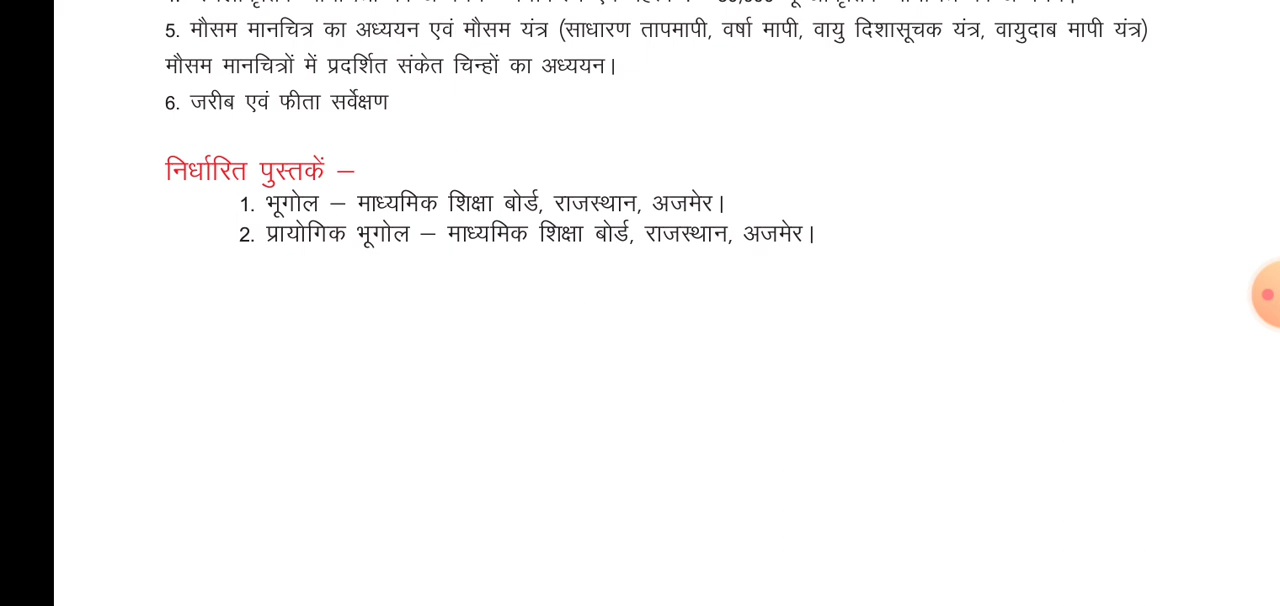 5. मौसम मानचित्र का अध्ययन एवं मौसम यंत्र (साधारण तापमापी, वर्षा मापी, वायु दिशासूचक यंत्र, वायुदाब मापी यंत्र)
मौसम मानचित्रों में प्रदर्शित संकेत चिन्हों का अध्ययन।
6. जरीब एवं फीता सर्वेक्षण
निर्धारित पुस्तकें –
1. भूगोल – माध्यमिक शिक्षा बोर्ड, राजस्थान, अजमेर।
2. प्रायोगिक भूगोल – माध्यमिक शिक्षा बोर्ड, राजस्थान, अजमेर।